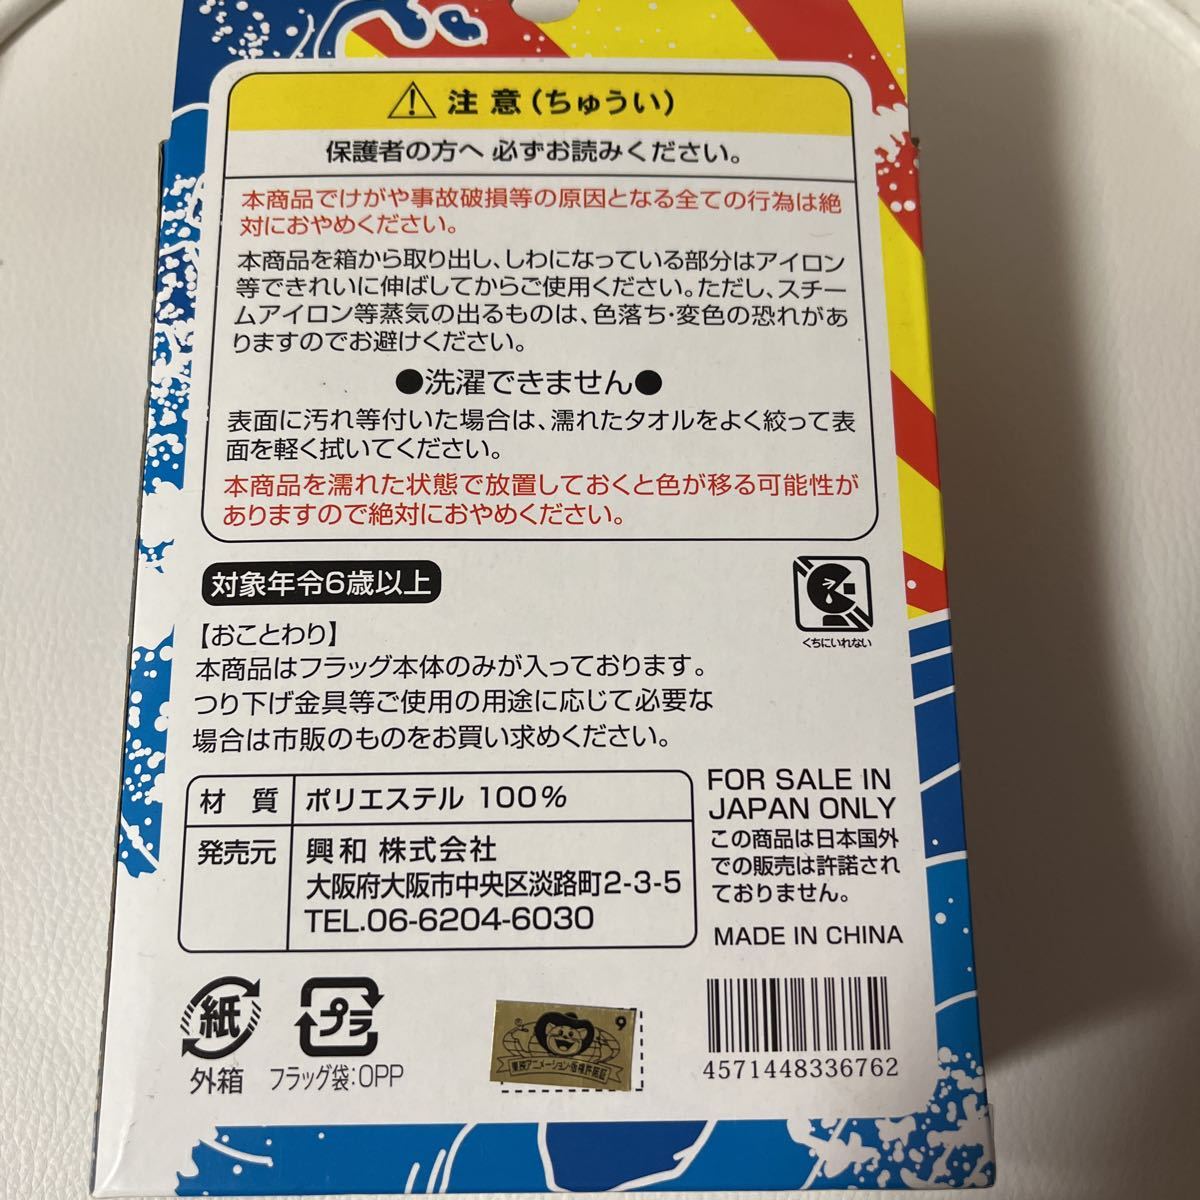 注意(ちゅうい)
保護者の方へ 必ずお読みください。
本商品でけがや事故破損等の原因となる全ての行為は絶
対におやめください。
本商品を箱から取り出し、しわになっている部分はアイロン
等できれいに伸ばしてからご使用ください。ただし、スチー
ムアイロン等蒸気の出るものは、色落ち・変色の恐れがあ
りますのでお避けください。
●洗濯できません●
表面に汚れ等付いた場合は、濡れたタオルをよく絞って表
面を軽く拭いてください。
本商品を濡れた状態で放置しておくと色が移る可能性が
ありますので絶対におやめください。
対象年令6歳以上
くちにいれない
【おことわり】
本商品はフラッグ本体のみが入っております。
つり下げ金具等ご使用の用途に応じて必要な
場合は市販のものをお買い求めください。
材 質 ポリエステル 100%
発売元 興和 株式会社
大阪府大阪市中央区淡路町2-3-5
TEL.06-6204-6030
FOR SALE IN
JAPAN ONLY
この商品は日本国外
での販売は許諾され
ておりません。
MADE IN CHINA
紙
外箱
プラ
フラッグ袋:OPP
9
東映アニメーション・版権許諾証
4571448336762